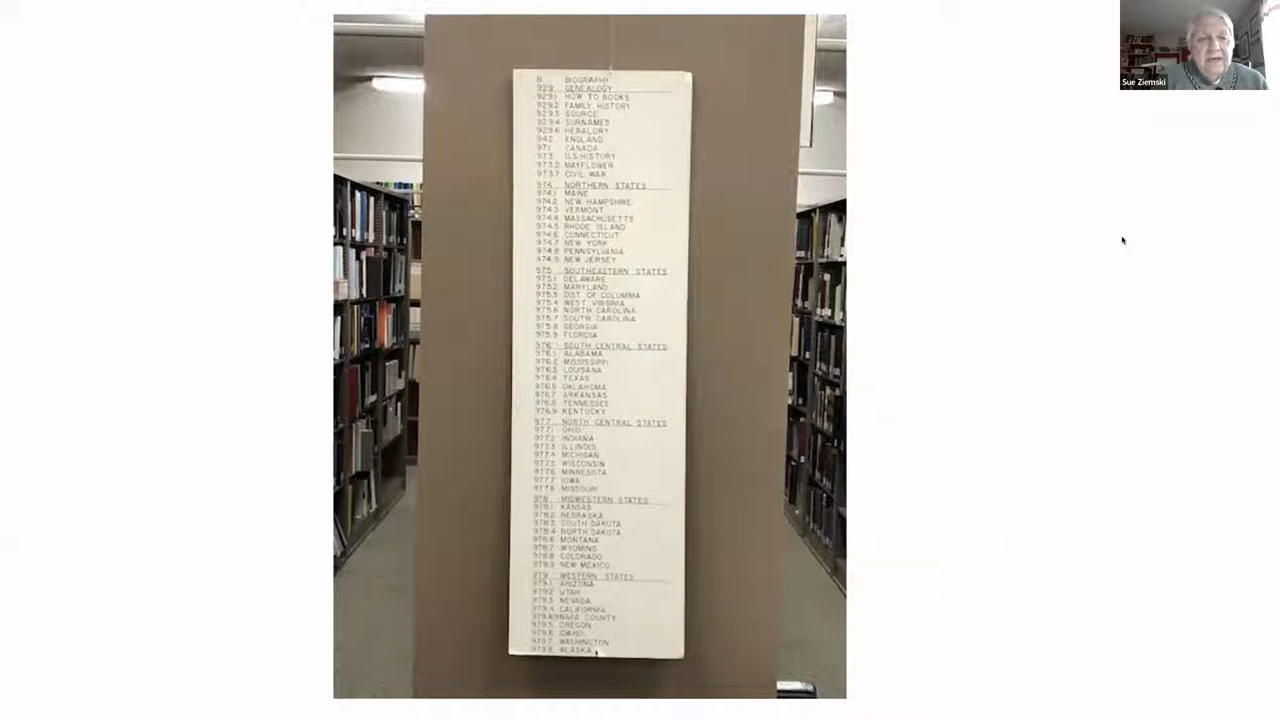 B BIOGRAPHY
929 GENEALOGY
929.1 HOW TO BOOKS
929.2 FAMILY HISTORY
929.3 SOURCE
929.4 SURNAMES
929.6 HERALDRY
942 ENGLAND
971 CANADA
973 U.S. HISTORY
973.2 MAYFLOWER
973.7 CIVIL WAR
974 NORTHERN STATES
974.1 MAINE
974.2 NEW HAMPSHIRE
974.3 VERMONT
974.4 MASSACHUSETTS
974.5 RHODE ISLAND
974.6 CONNECTICUT
974.7 NEW YORK
974.8 PENNSYLVANIA
974.9 NEW JERSEY
975 SOUTHEASTERN STATES
975.1 DELAWARE
975.2 MARYLAND
975.3 DIST. OF COLUMBIA
975.4 WEST VIRGINIA
975.6 NORTH CAROLINA
975.7 SOUTH CAROLINA
975.8 GEORGIA
975.9 FLORDIA
976 SOUTH CENTRAL STATES
976.1 ALABAMA
976.2 MISSISSIPPI
976.3 LOUSIANA
976.4 TEXAS
976.6 OKLAHOMA
976.7 ARKANSAS
TENNESSEE
976.9 KENTUCKY
977 NORTH CENTRAL STATES
977.1 OHIO
977.2 INDIANA
977.3 ILLINOIS
977.4 MICHIGAN
977.5 WISCONSIN
977.6 MINNESOTA
977.7 IOWA
977.8 MISSOURI
978 MIDWESTERN STATES
978.1 KANSAS
978.2 NEBRASKA
978.3 SOUTH DAKOTA
978.4 NORTH DAKOTA
978.6 MONTANA
978.7 WYOMING
978.8 COLORADO
978.9 NEW MEXICO
979 WESTERN STATES
979.1 ARIZONA
979.2 UTAH
979.3 NEVADA
979.4 CALIFORNIA
NAPA COUNTY
979.5 OREGON
979.6 IDAHO
979.7 WASHINGTON
979.8 ALASKA
Sue Ziemski